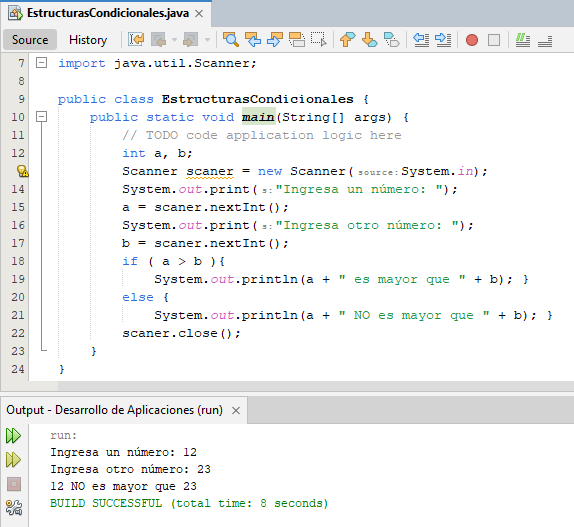 EstructurasCondicionales.java ×
Source History
7 import java.util.Scanner;
8
9 public class EstructurasCondicionales {
10 public static void main(String[] args) {
11 // TODO code application logic here
12 int a, b;
Scanner scaner = new Scanner( source: System.in);
14 System.out.print( s: "Ingresa un número: ");
15 a = scaner.nextInt();
16 System.out.print( s: "Ingresa otro número: ");
17 b = scaner.nextInt();
18 if ( a > b ){
19 System.out.println(a + " es mayor que " + b); }
20 else {
21 System.out.println(a + " NO es mayor que " + b); }
22 scaner.close();
23 }
24 }
Output - Desarrollo de Aplicaciones (run) ×
run:
Ingresa un número: 12
Ingresa otro número: 23
12 NO es mayor que 23
BUILD SUCCESSFUL (total time: 8 seconds)